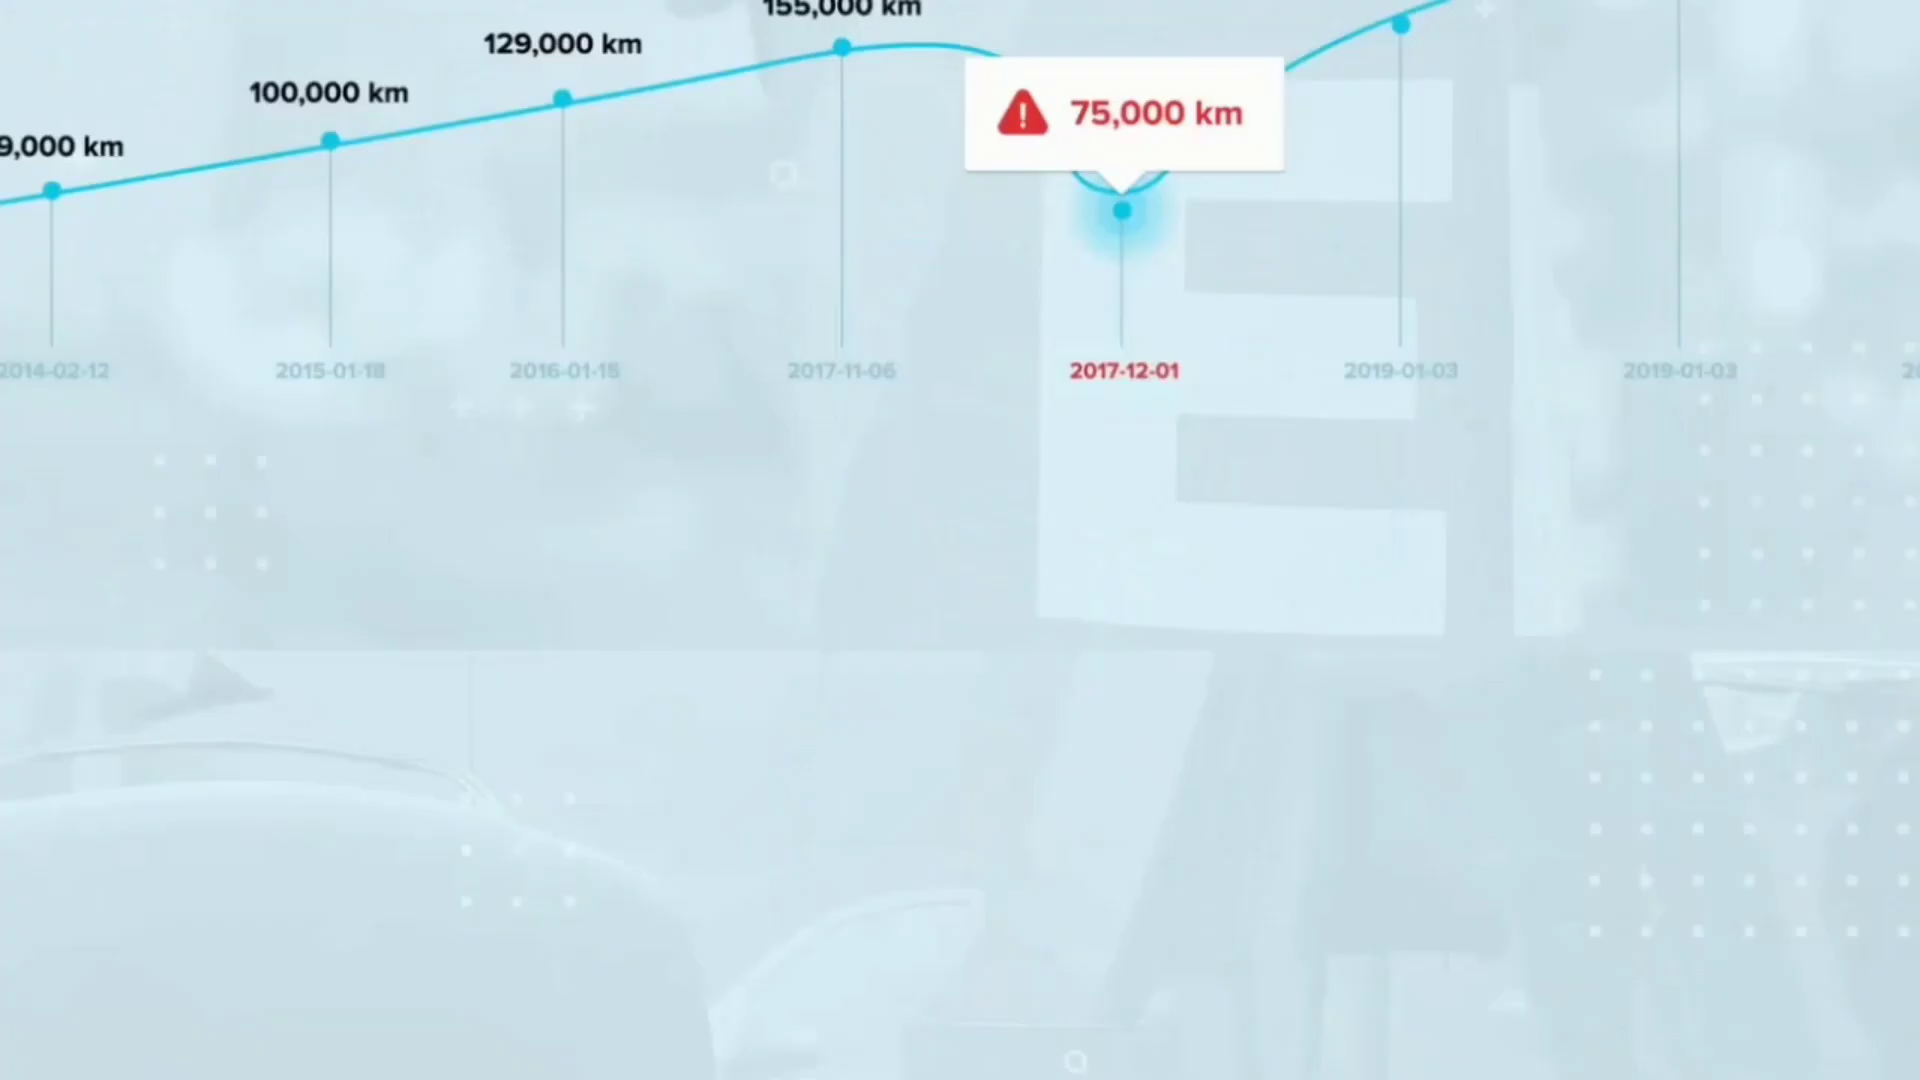 155,000 km
129,000 km
100,000 km
9,000 km
75,000 km
2014-02-12
2015-01-18
2016-01-15
2017-11-06
2017-12-01
2019-01-03
2019-01-03